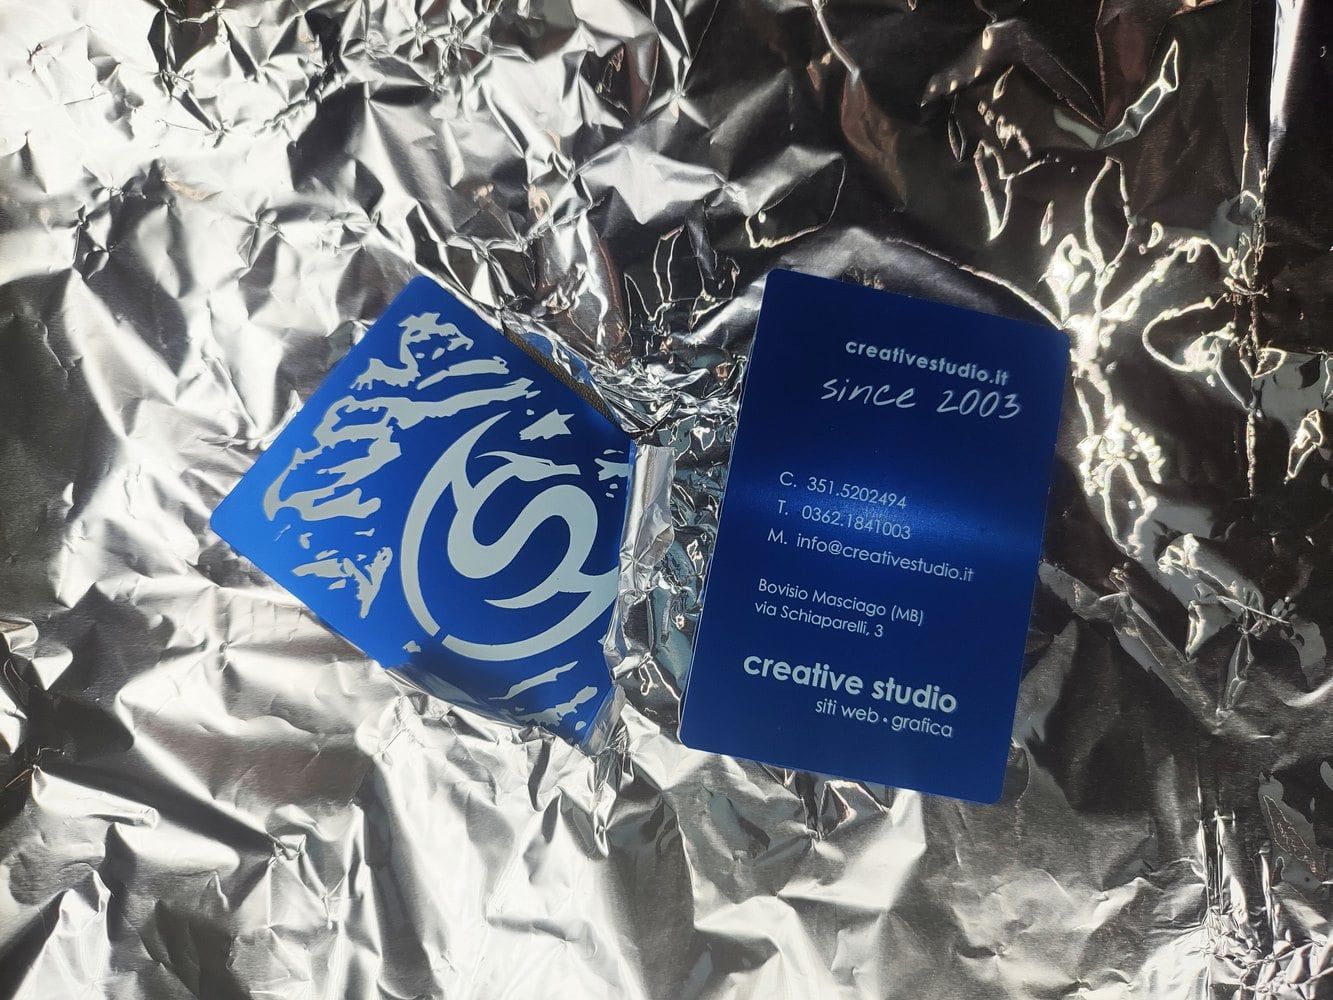 creativestudio.it
since 2003
C. 351.5202494
T. 0362.1841003
M. info@creativestudio.it
Bovisio Masciago (MB)
via Schiaparelli, 3
creative studio
siti web • grafica